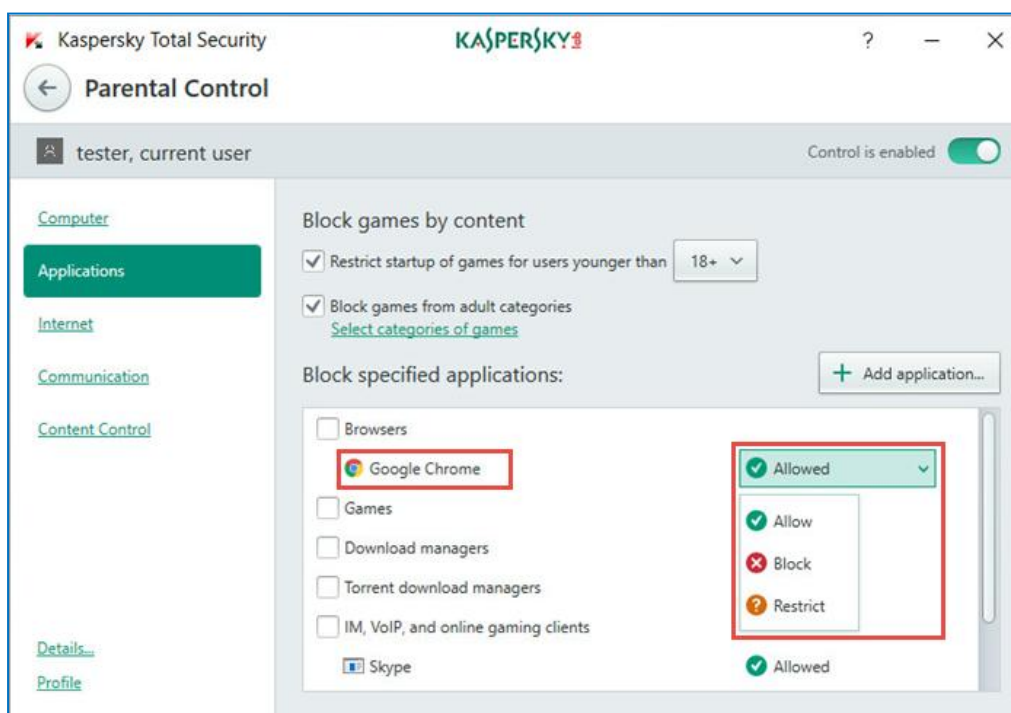 Kaspersky Total Security
KASPERSKY lab
? — ×
Parental Control
tester, current user
Control is enabled
Computer
Applications
Internet
Communication
Content Control
Details...
Profile
Block games by content
Restrict startup of games for users younger than 18+
Block games from adult categories
Select categories of games
Block specified applications:
+ Add application...
Browsers
Google Chrome
Allowed
Allow
Block
Restrict
Games
Download managers
Torrent download managers
IM, VoIP, and online gaming clients
Skype
Allowed